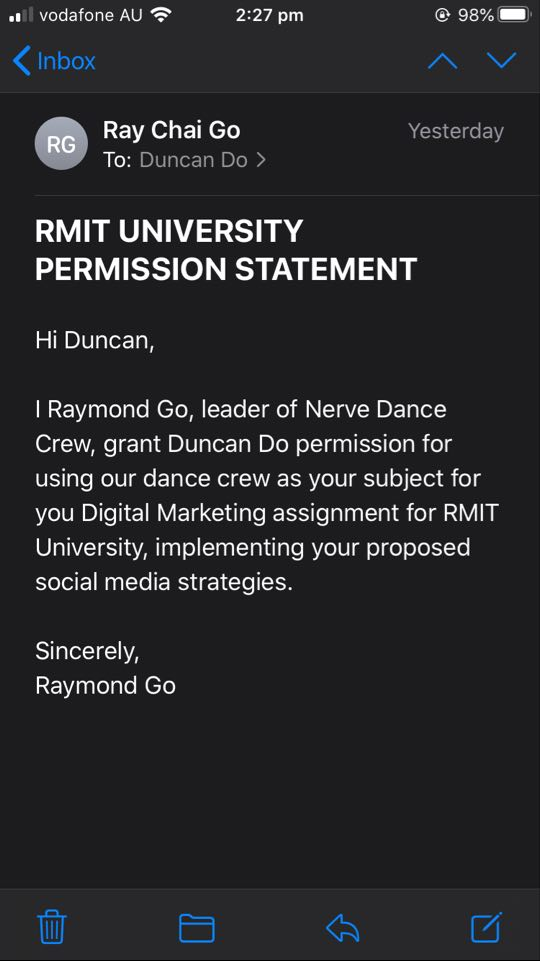 vodafone AU 2:27 pm 98%
Inbox
RG
Ray Chai Go Yesterday
To: Duncan Do
RMIT UNIVERSITY
PERMISSION STATEMENT
Hi Duncan,
I Raymond Go, leader of Nerve Dance
Crew, grant Duncan Do permission for
using our dance crew as your subject for
you Digital Marketing assignment for RMIT
University, implementing your proposed
social media strategies.
Sincerely,
Raymond Go